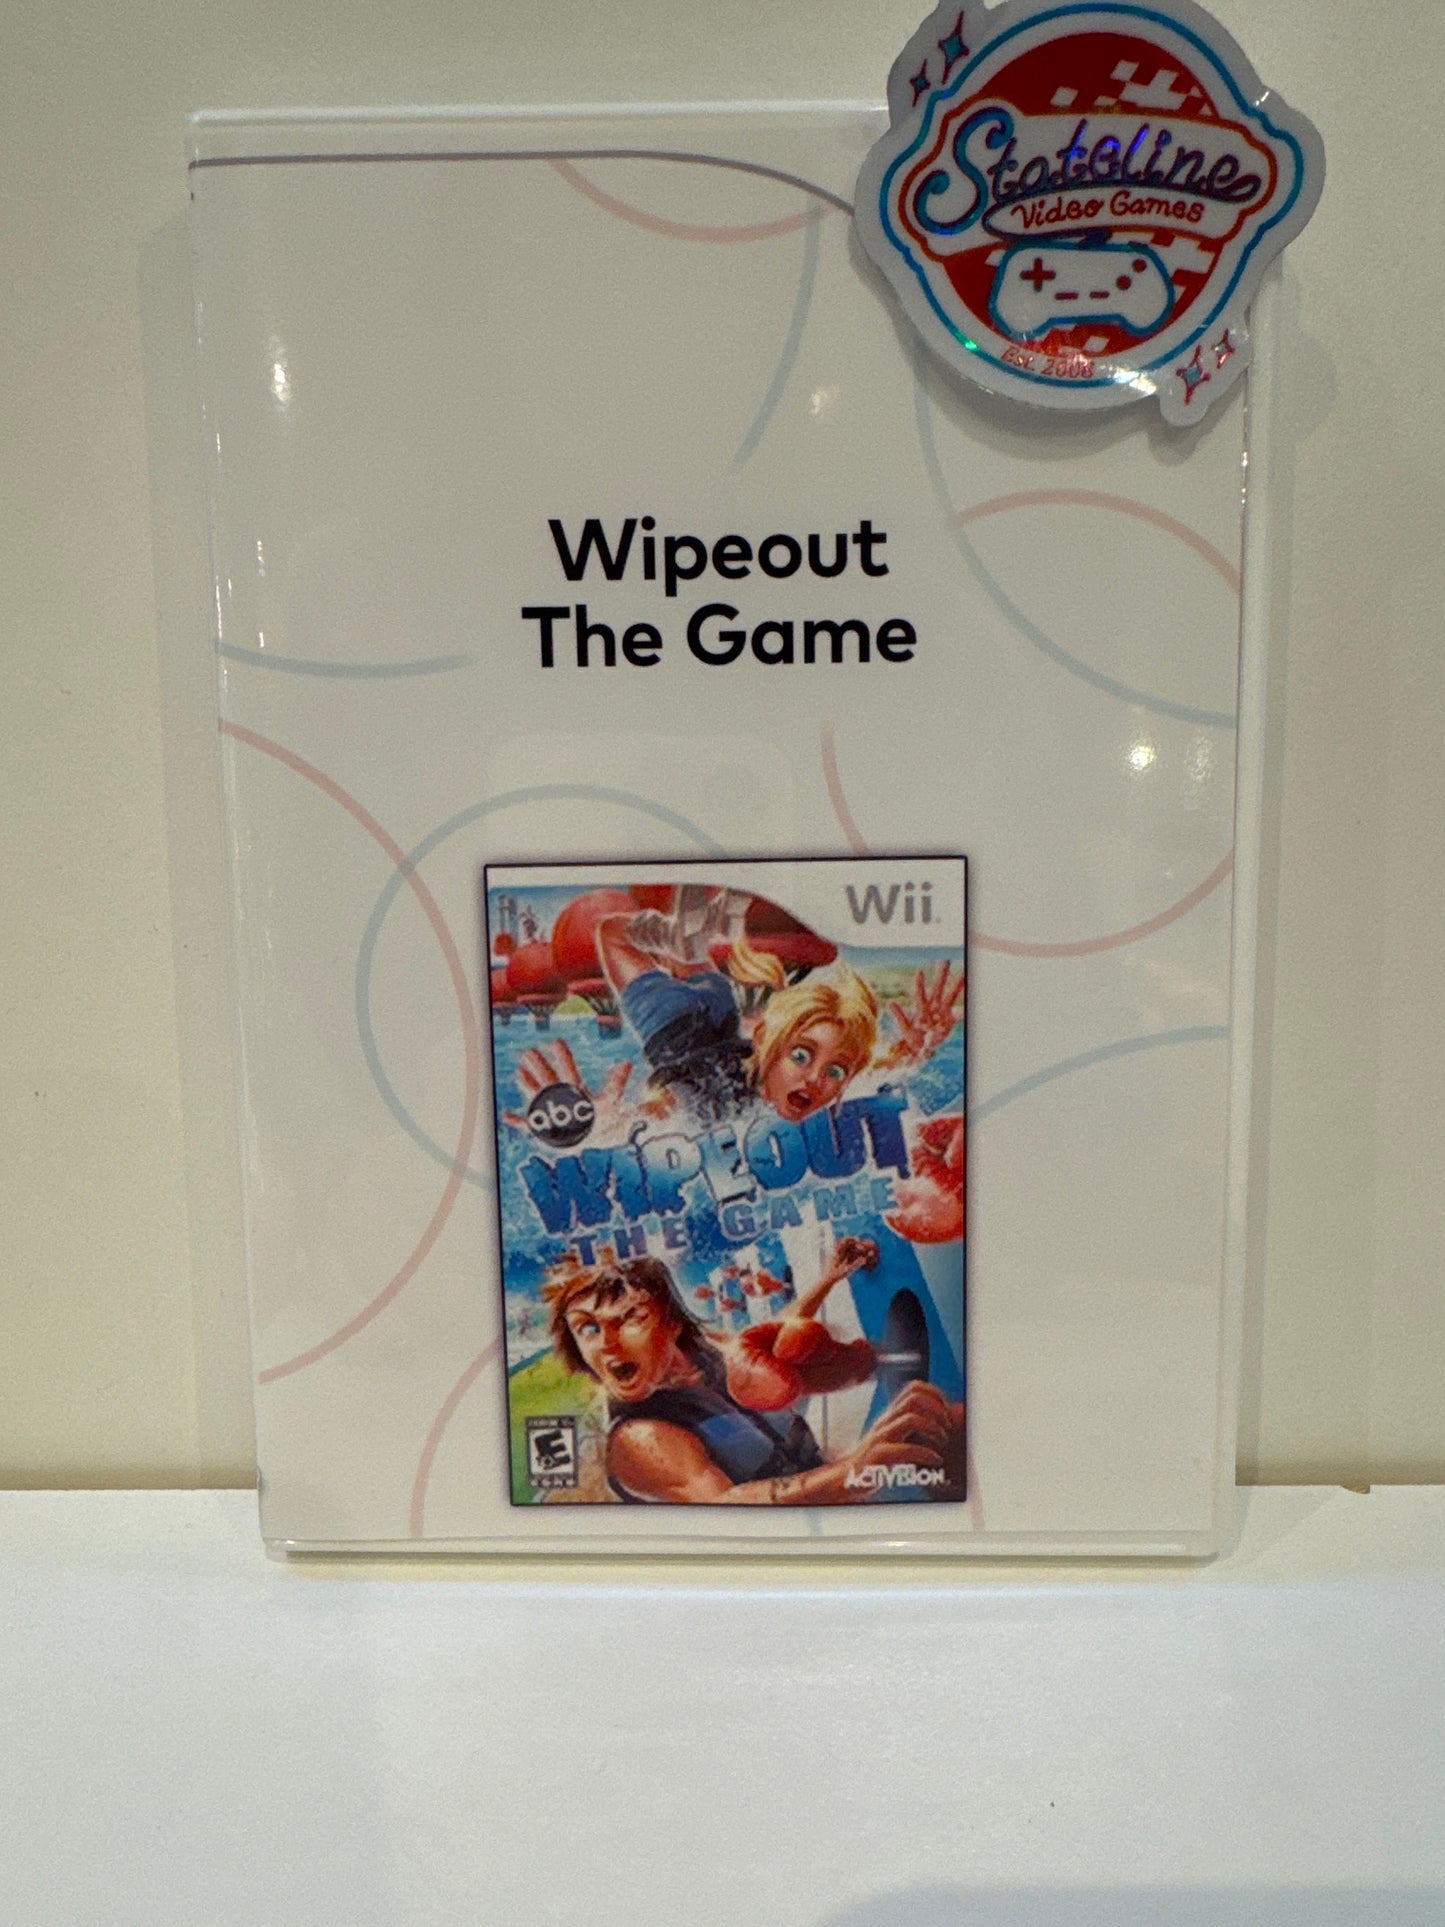 Stateline
Video Games
Est. 2008
Wipeout
The Game
Wii
abc
WIPEOUT
THE GAME
E
ACTIVISION